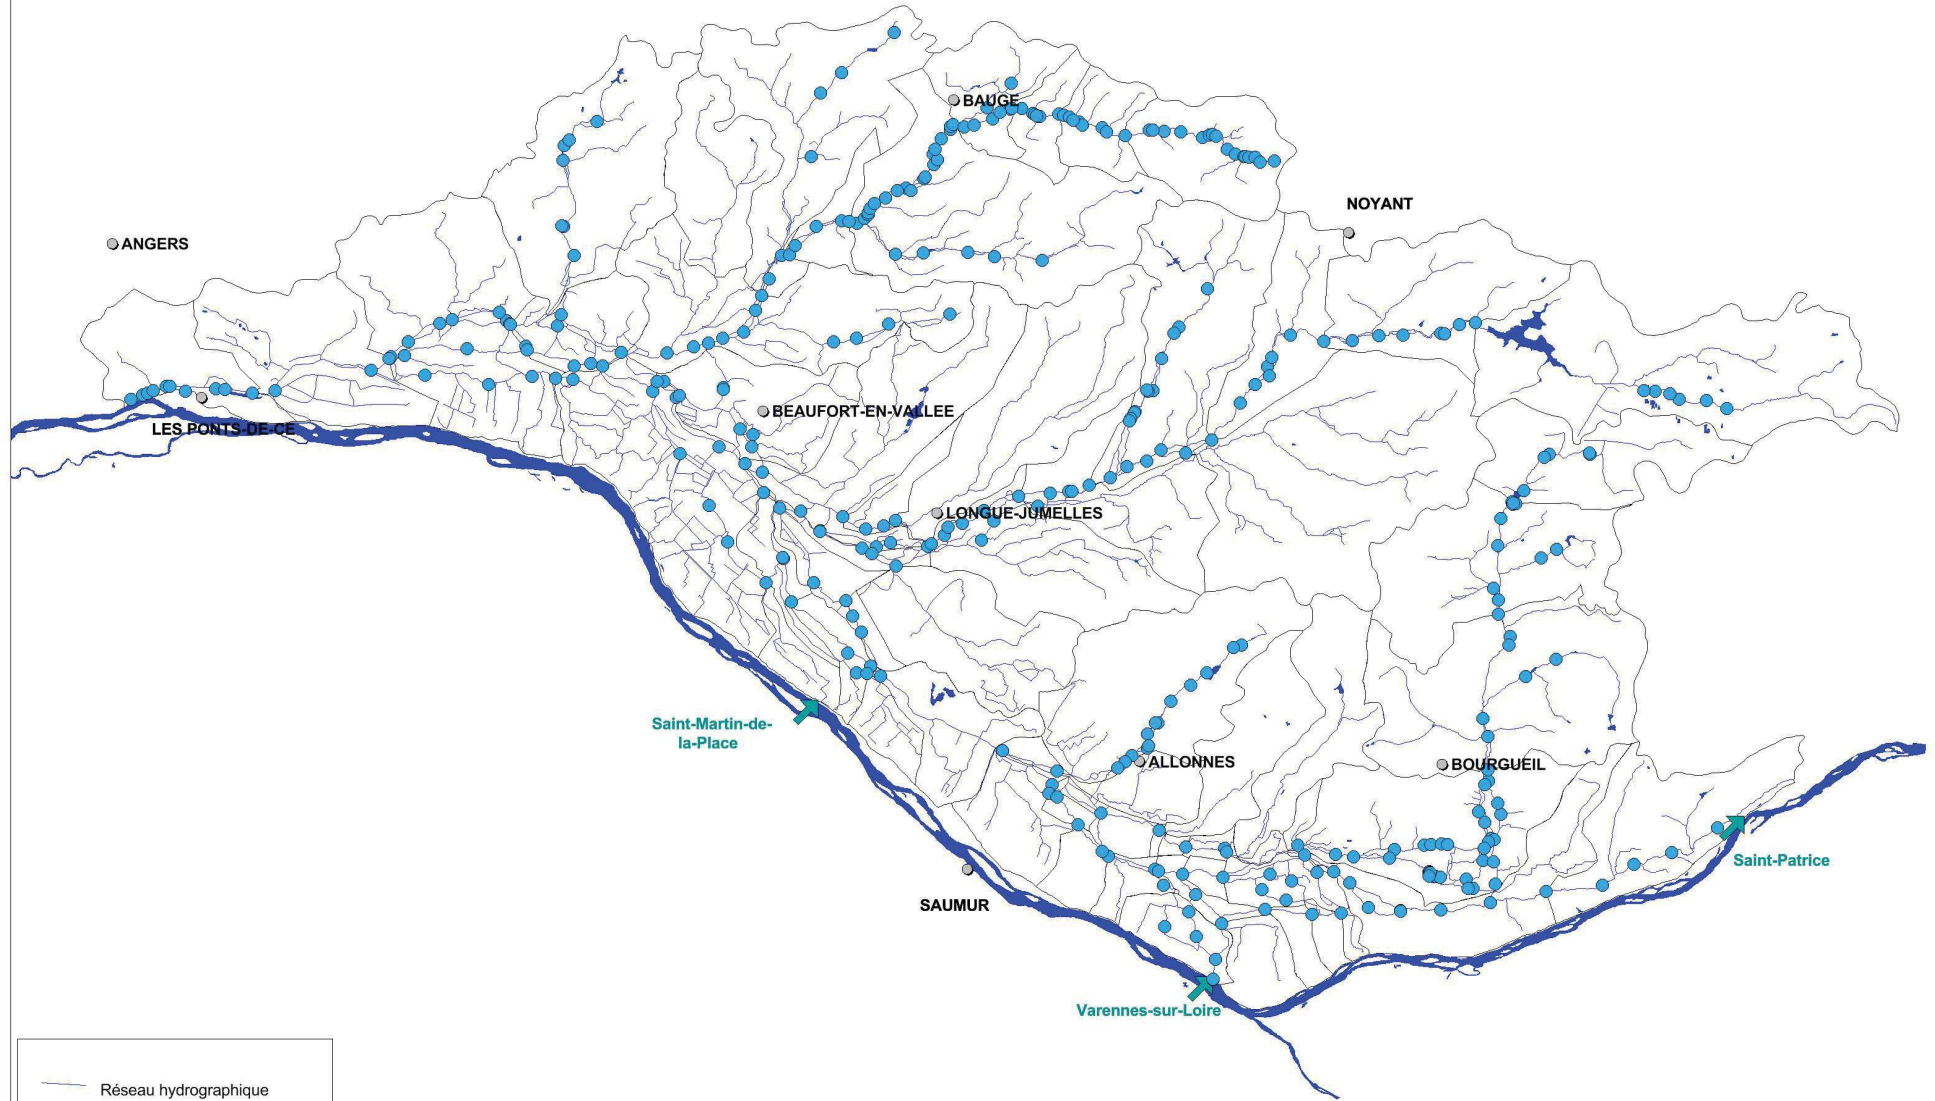 BAUGE
NOYANT
ANGERS
BEAUFORT-EN-VALLEE
LES PONTS-DE-CE
LONGUE-JUMELLES
Saint-Martin-de-
la-Place
ALLONNES
BOURGUEIL
Saint-Patrice
SAUMUR
Varennes-sur-Loire
Réseau hydrographique